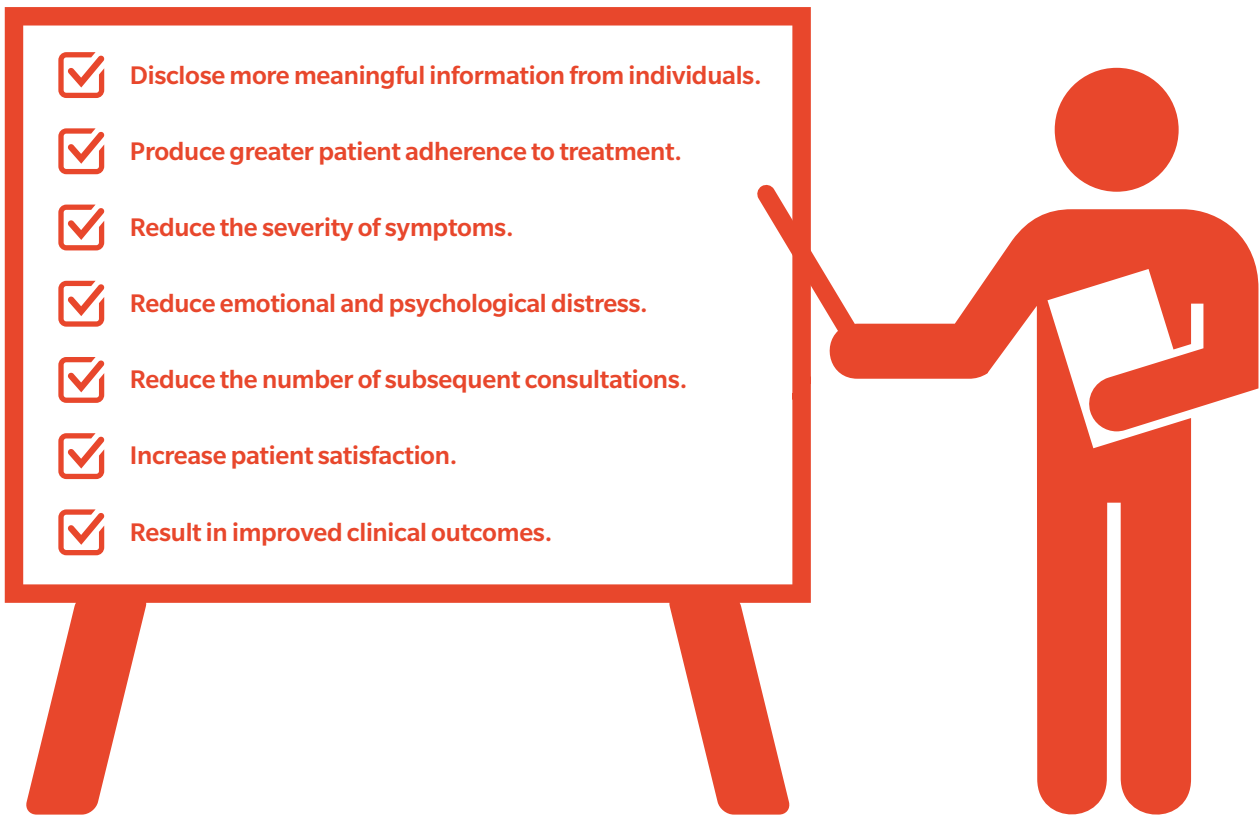 Disclose more meaningful information from individuals.
Produce greater patient adherence to treatment.
Reduce the severity of symptoms.
Reduce emotional and psychological distress.
Reduce the number of subsequent consultations.
Increase patient satisfaction.
Result in improved clinical outcomes.